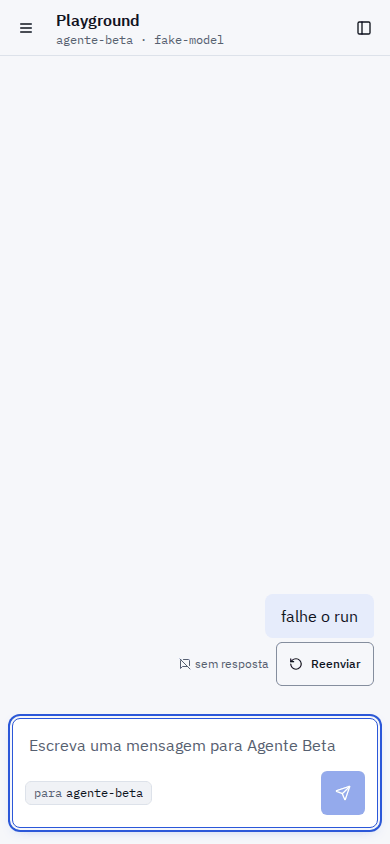 Playground
agente-beta · fake-model
falhe o run
sem resposta
Reenviar
Escreva uma mensagem para Agente Beta
para agente-beta